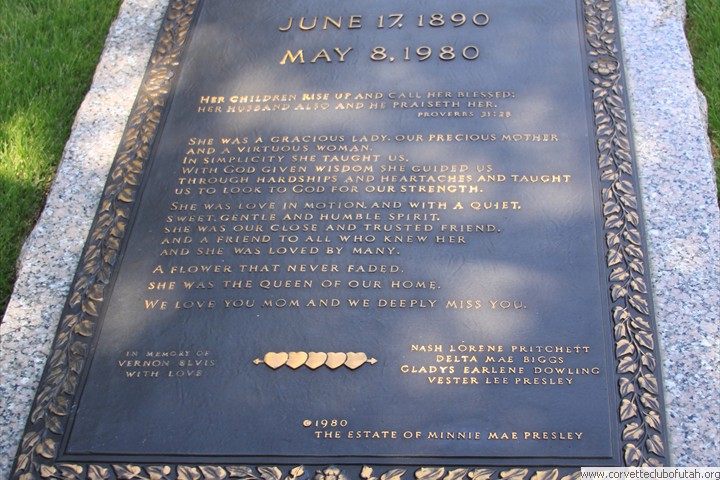 JUNE 17, 1890
MAY 8, 1980
HER CHILDREN RISE UP AND CALL HER BLESSED;
HER HUSBAND ALSO AND HE PRAISETH HER.
PROVERBS 31:28
SHE WAS A GRACIOUS LADY, OUR PRECIOUS MOTHER
AND A VIRTUOUS WOMAN.
IN SIMPLICITY SHE TAUGHT US.
WITH GOD GIVEN WISDOM SHE GUIDED US
THROUGH HARDSHIPS AND HEARTACHES AND TAUGHT
US TO LOOK TO GOD FOR OUR STRENGTH.
SHE WAS LOVE IN MOTION, AND WITH A QUIET,
SWEET, GENTLE AND HUMBLE SPIRIT.
SHE WAS OUR CLOSE AND TRUSTED FRIEND,
AND A FRIEND TO ALL WHO KNEW HER
AND SHE WAS LOVED BY MANY.
A FLOWER THAT NEVER FADED.
SHE WAS THE QUEEN OF OUR HOME.
WE LOVE YOU MOM AND WE DEEPLY MISS YOU.
IN MEMORY OF
VERNON ELVIS
WITH LOVE
NASH LORENE PRITCHETT
DELTA MAE BIGGS
GLADYS EARLENE DOWLING
VESTER LEE PRESLEY
©1980
THE ESTATE OF MINNIE MAE PRESLEY
www.corvetteclubofutah.org